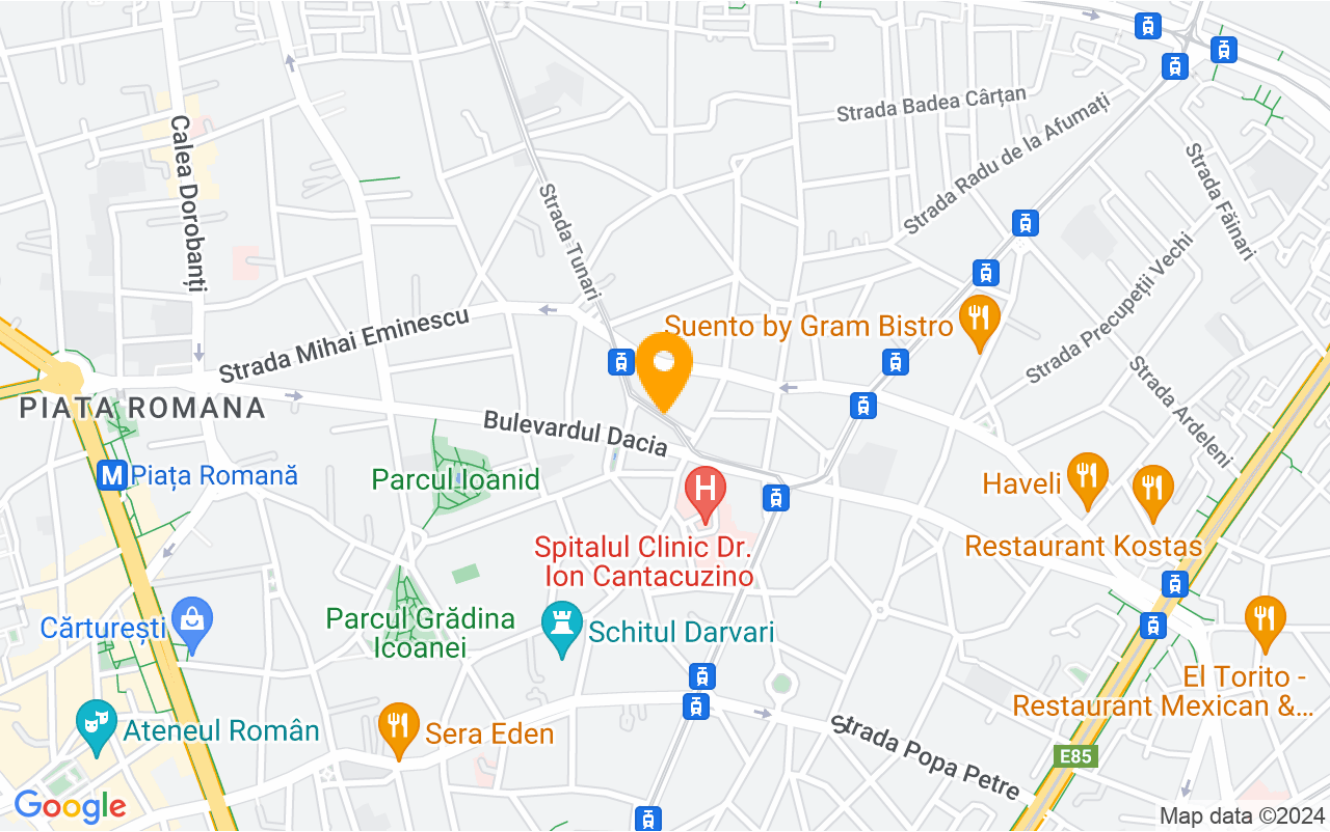 Strada Badea Cârțan
Strada Radu de la Afumați
Calea Dorobanți
Strada Făinari
Strada Tunari
Strada Precupeții Vechi
Suento by Gram Bistro
Strada Mihai Eminescu
PIAȚA ROMANA
Bulevardul Dacia
Strada Ardeleni
M
Piața Romană
Parcul Ioanid
H
Haveli
Spitalul Clinic Dr.
Ion Cantacuzino
Restaurant Kostas
Cărturești
Parcul Grădina
Icoanei
Schitul Darvari
El Torito -
Restaurant Mexican &...
Ateneul Român
Sera Eden
Strada Popa Petre
E85
Google
Map data ©2024